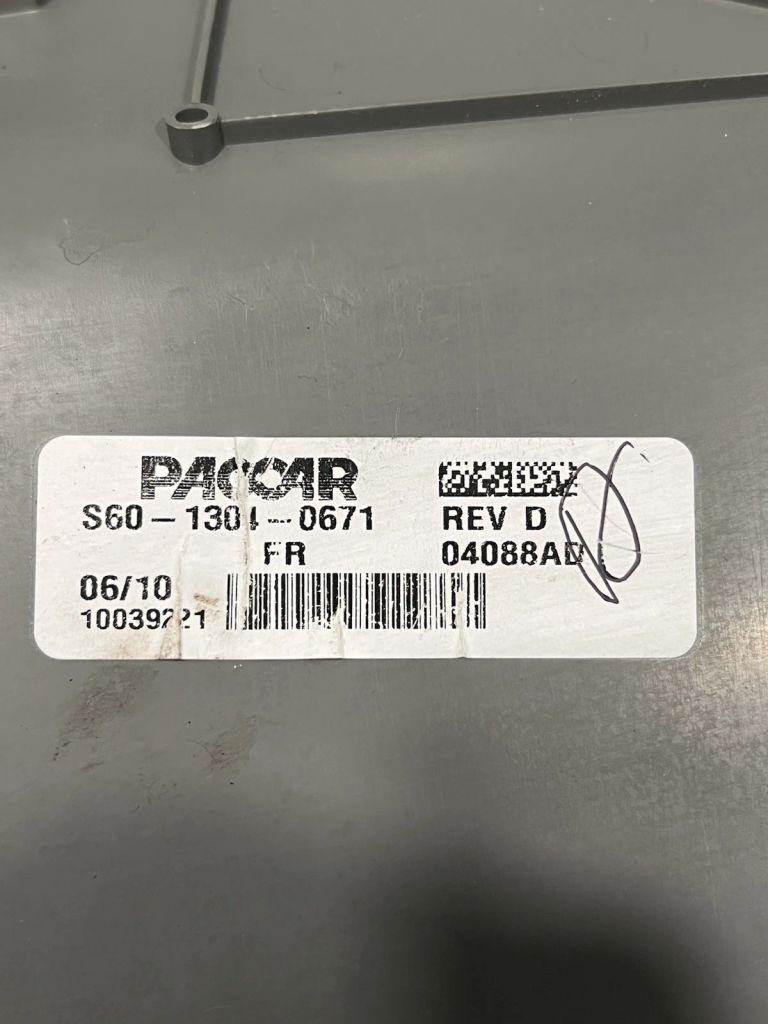 PACCAR
S60-1304-0671 REV D
FR 04088AD
06/10
10039221